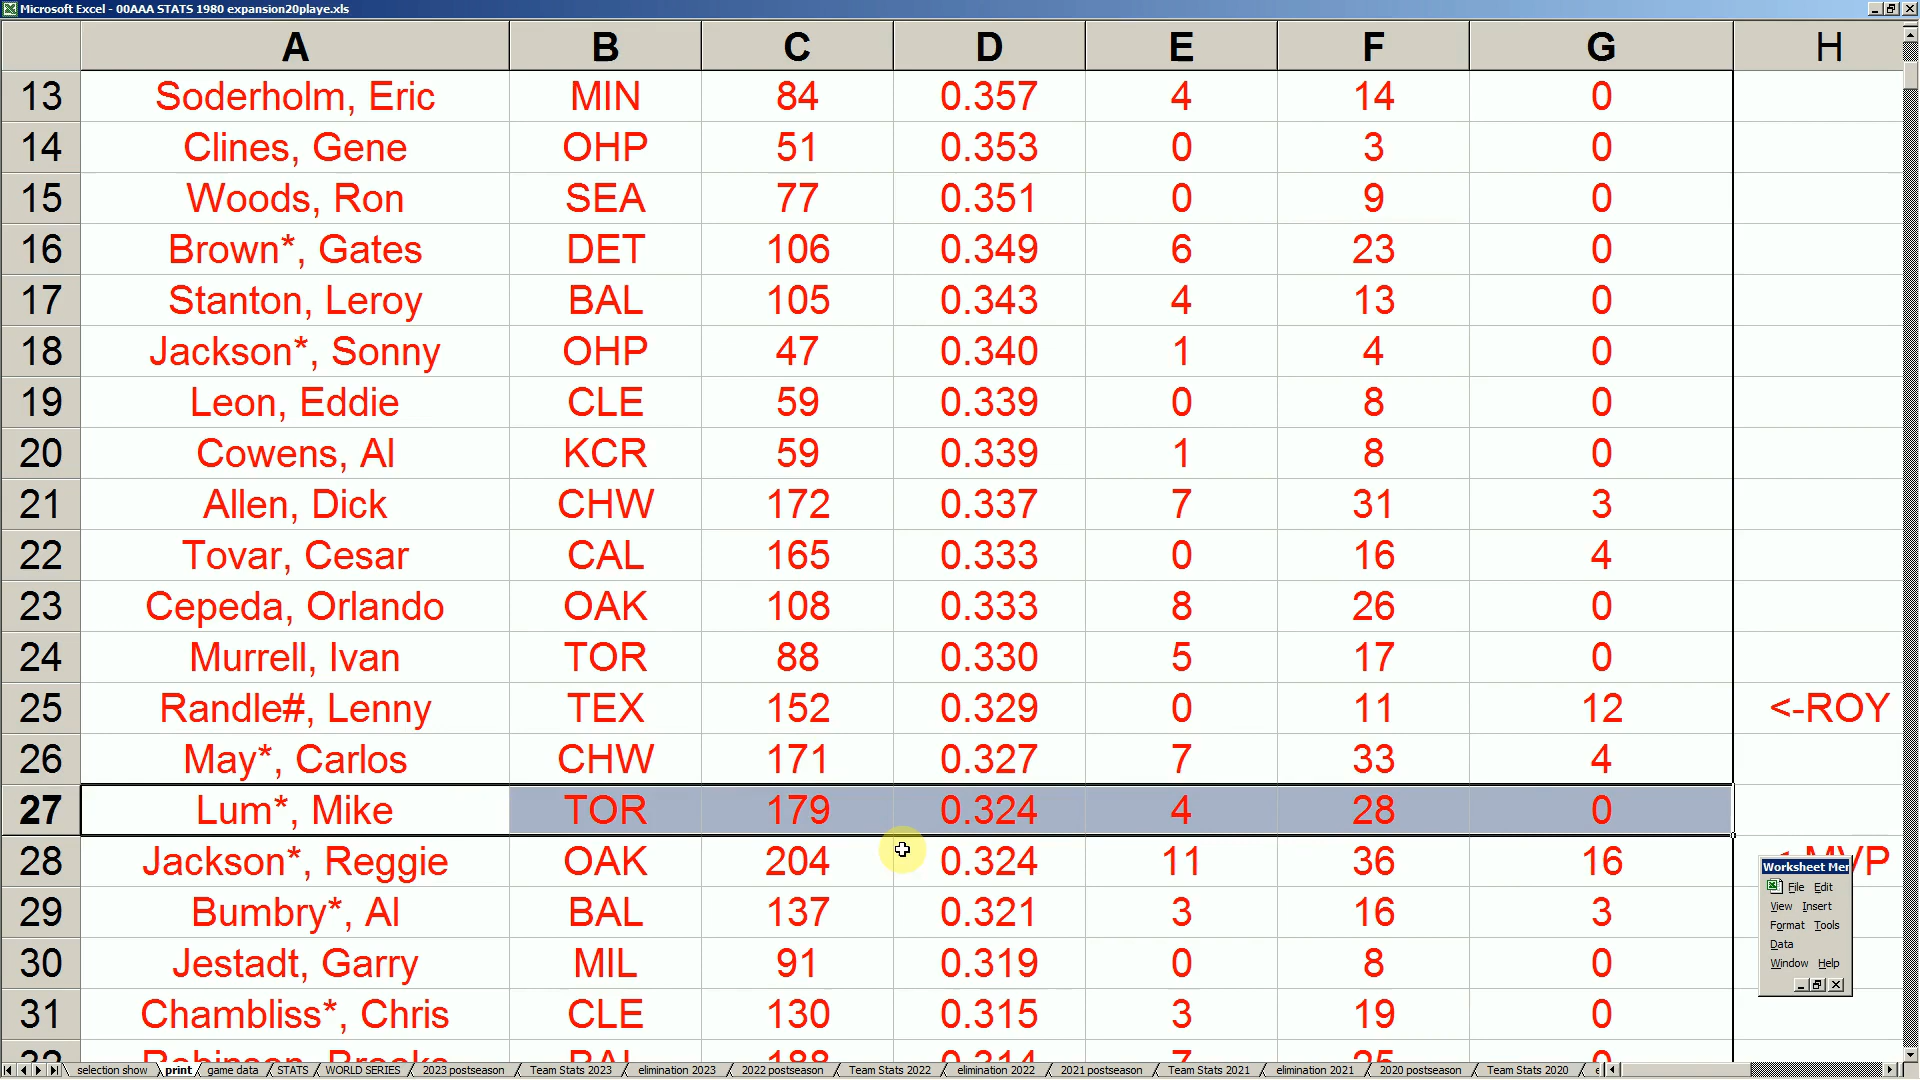 Microsoft Excel - 00AAA STATS 1980 expansion20playe.xls
A B C D E F G H
13 Soderholm, Eric MIN 84 0.357 4 14 0
14 Clines, Gene OHP 51 0.353 0 3 0
15 Woods, Ron SEA 77 0.351 0 9 0
16 Brown*, Gates DET 106 0.349 6 23 0
17 Stanton, Leroy BAL 105 0.343 4 13 0
18 Jackson*, Sonny OHP 47 0.340 1 4 0
19 Leon, Eddie CLE 59 0.339 0 8 0
20 Cowens, Al KCR 59 0.339 1 8 0
21 Allen, Dick CHW 172 0.337 7 31 3
22 Tovar, Cesar CAL 165 0.333 0 16 4
23 Cepeda, Orlando OAK 108 0.333 8 26 0
24 Murrell, Ivan TOR 88 0.330 5 17 0
25 Randle#, Lenny TEX 152 0.329 0 11 12 <-ROY
26 May*, Carlos CHW 171 0.327 7 33 4
27 Lum*, Mike TOR 179 0.324 4 28 0
28 Jackson*, Reggie OAK 204 0.324 11 36 16 <-MVP
Worksheet Mer
File Edit
View Insert
Format Tools
Data
Window Help
29 Bumbry*, Al BAL 137 0.321 3 16 3
30 Jestadt, Garry MIL 91 0.319 0 8 0
31 Chambliss*, Chris CLE 130 0.315 3 19 0
32 Robinson, Brooks BAL 188 0.314 7 25 0
selection show print game data STATS WORLD SERIES 2023 postseason Team Stats 2023 elimination 2023 2022 postseason Team Stats 2022 elimination 2022 2021 postseason Team Stats 2021 elimination 2021 2020 postseason Team Stats 2020